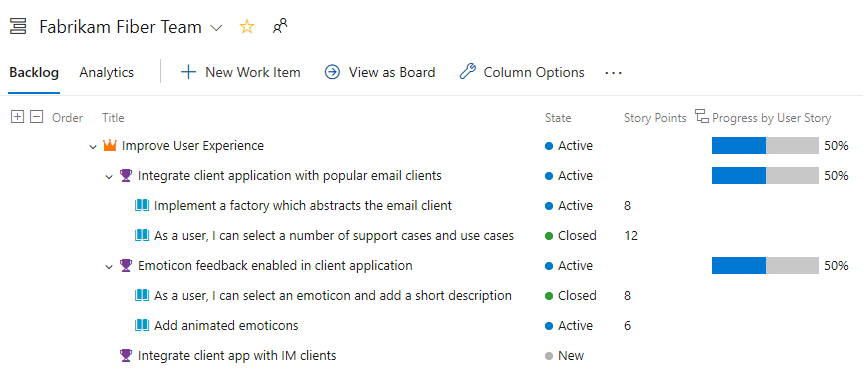 Fabrikam Fiber Team
Backlog Analytics New Work Item View as Board Column Options ...
Order Title State Story Points Progress by User Story
Improve User Experience Active 50%
Integrate client application with popular email clients Active 50%
Implement a factory which abstracts the email client Active 8
As a user, I can select a number of support cases and use cases Closed 12
Emoticon feedback enabled in client application Active 50%
As a user, I can select an emoticon and add a short description Closed 8
Add animated emoticons Active 6
Integrate client app with IM clients New